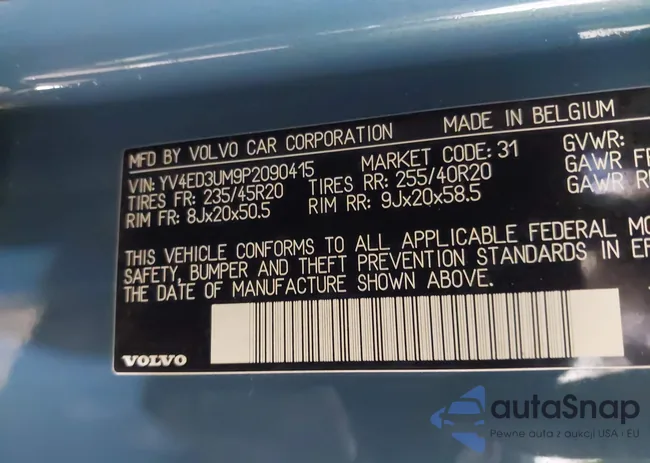 MFD BY VOLVO CAR CORPORATION MADE IN BELGIUM
VIN: YV4ED3UM9P2090415 MARKET CODE: 31 GVWR:
TIRES FR: 235/45R20 TIRES RR: 255/40R20 GAWR FR
RIM FR: 8Jx20x50.5 RIM RR: 9Jx20x58.5 GAWR R
THIS VEHICLE CONFORMS TO ALL APPLICABLE FEDERAL MO
SAFETY, BUMPER AND THEFT PREVENTION STANDARDS IN EF
THE DATE OF MANUFACTURE SHOWN ABOVE.
VOLVO
autaSnap
Pewne auta z aukcji USA i EU